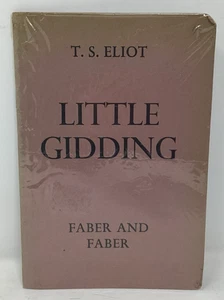 T. S. ELIOT
LITTLE
GIDDING
FABER AND
FABER